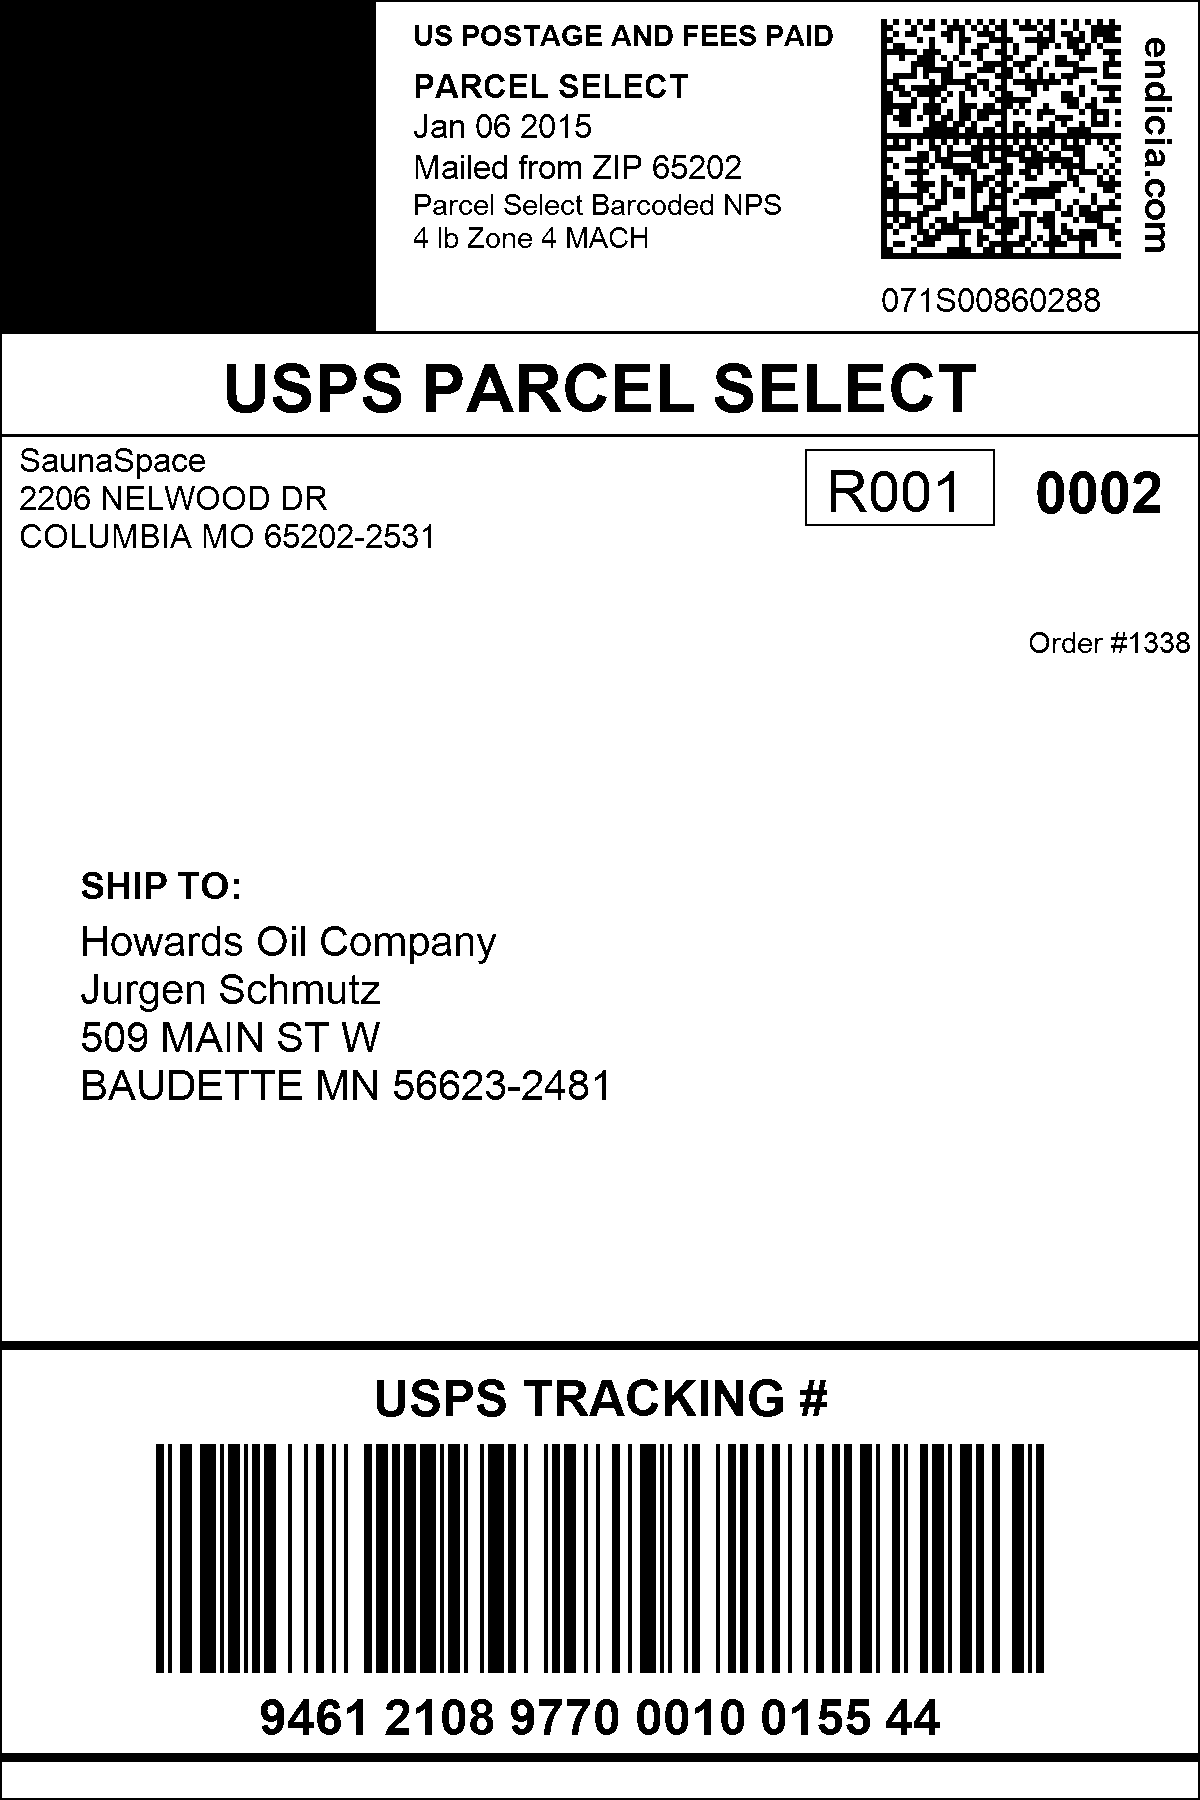 US POSTAGE AND FEES PAID
PARCEL SELECT
Jan 06 2015
Mailed from ZIP 65202
Parcel Select Barcoded NPS
4 lb Zone 4 MACH
endicia.com
071S00860288
USPS PARCEL SELECT
SaunaSpace
2206 NELWOOD DR
COLUMBIA MO 65202-2531
R001 0002
Order #1338
SHIP TO:
Howards Oil Company
Jurgen Schmutz
509 MAIN ST W
BAUDETTE MN 56623-2481
USPS TRACKING #
9461 2108 9770 0010 0155 44